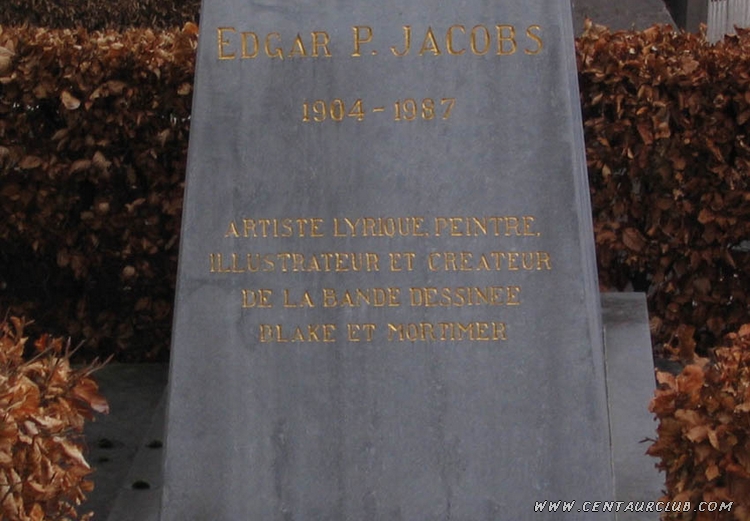 EDGAR P. JACOBS
1904-1987
ARTISTE LYRIQUE, PEINTRE,
ILLUSTRATEUR ET CREATEUR
DE LA BANDE DESSINEE
BLAKE ET MORTIMER
WWW.CENTAURCLUB.COM